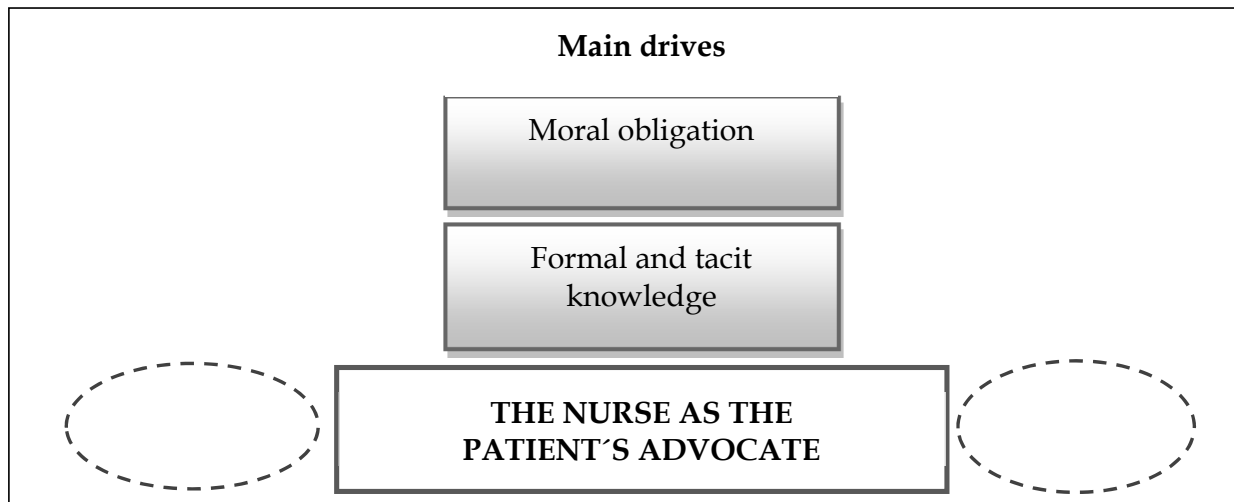 Main drives
Moral obligation
Formal and tacit
knowledge
THE NURSE AS THE
PATIENT´S ADVOCATE